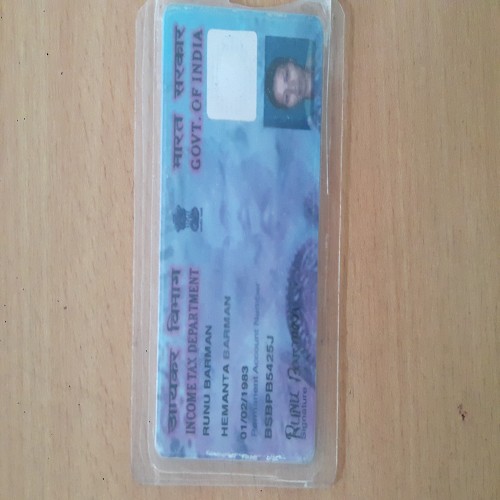 आयकर विभाग
INCOME TAX DEPARTMENT
भारत सरकार
GOVT. OF INDIA
RUNU BARMAN
HEMANTA BARMAN
01/02/1983
Permanent Account Number
BSBPB5425J
Runu Barman
Signature